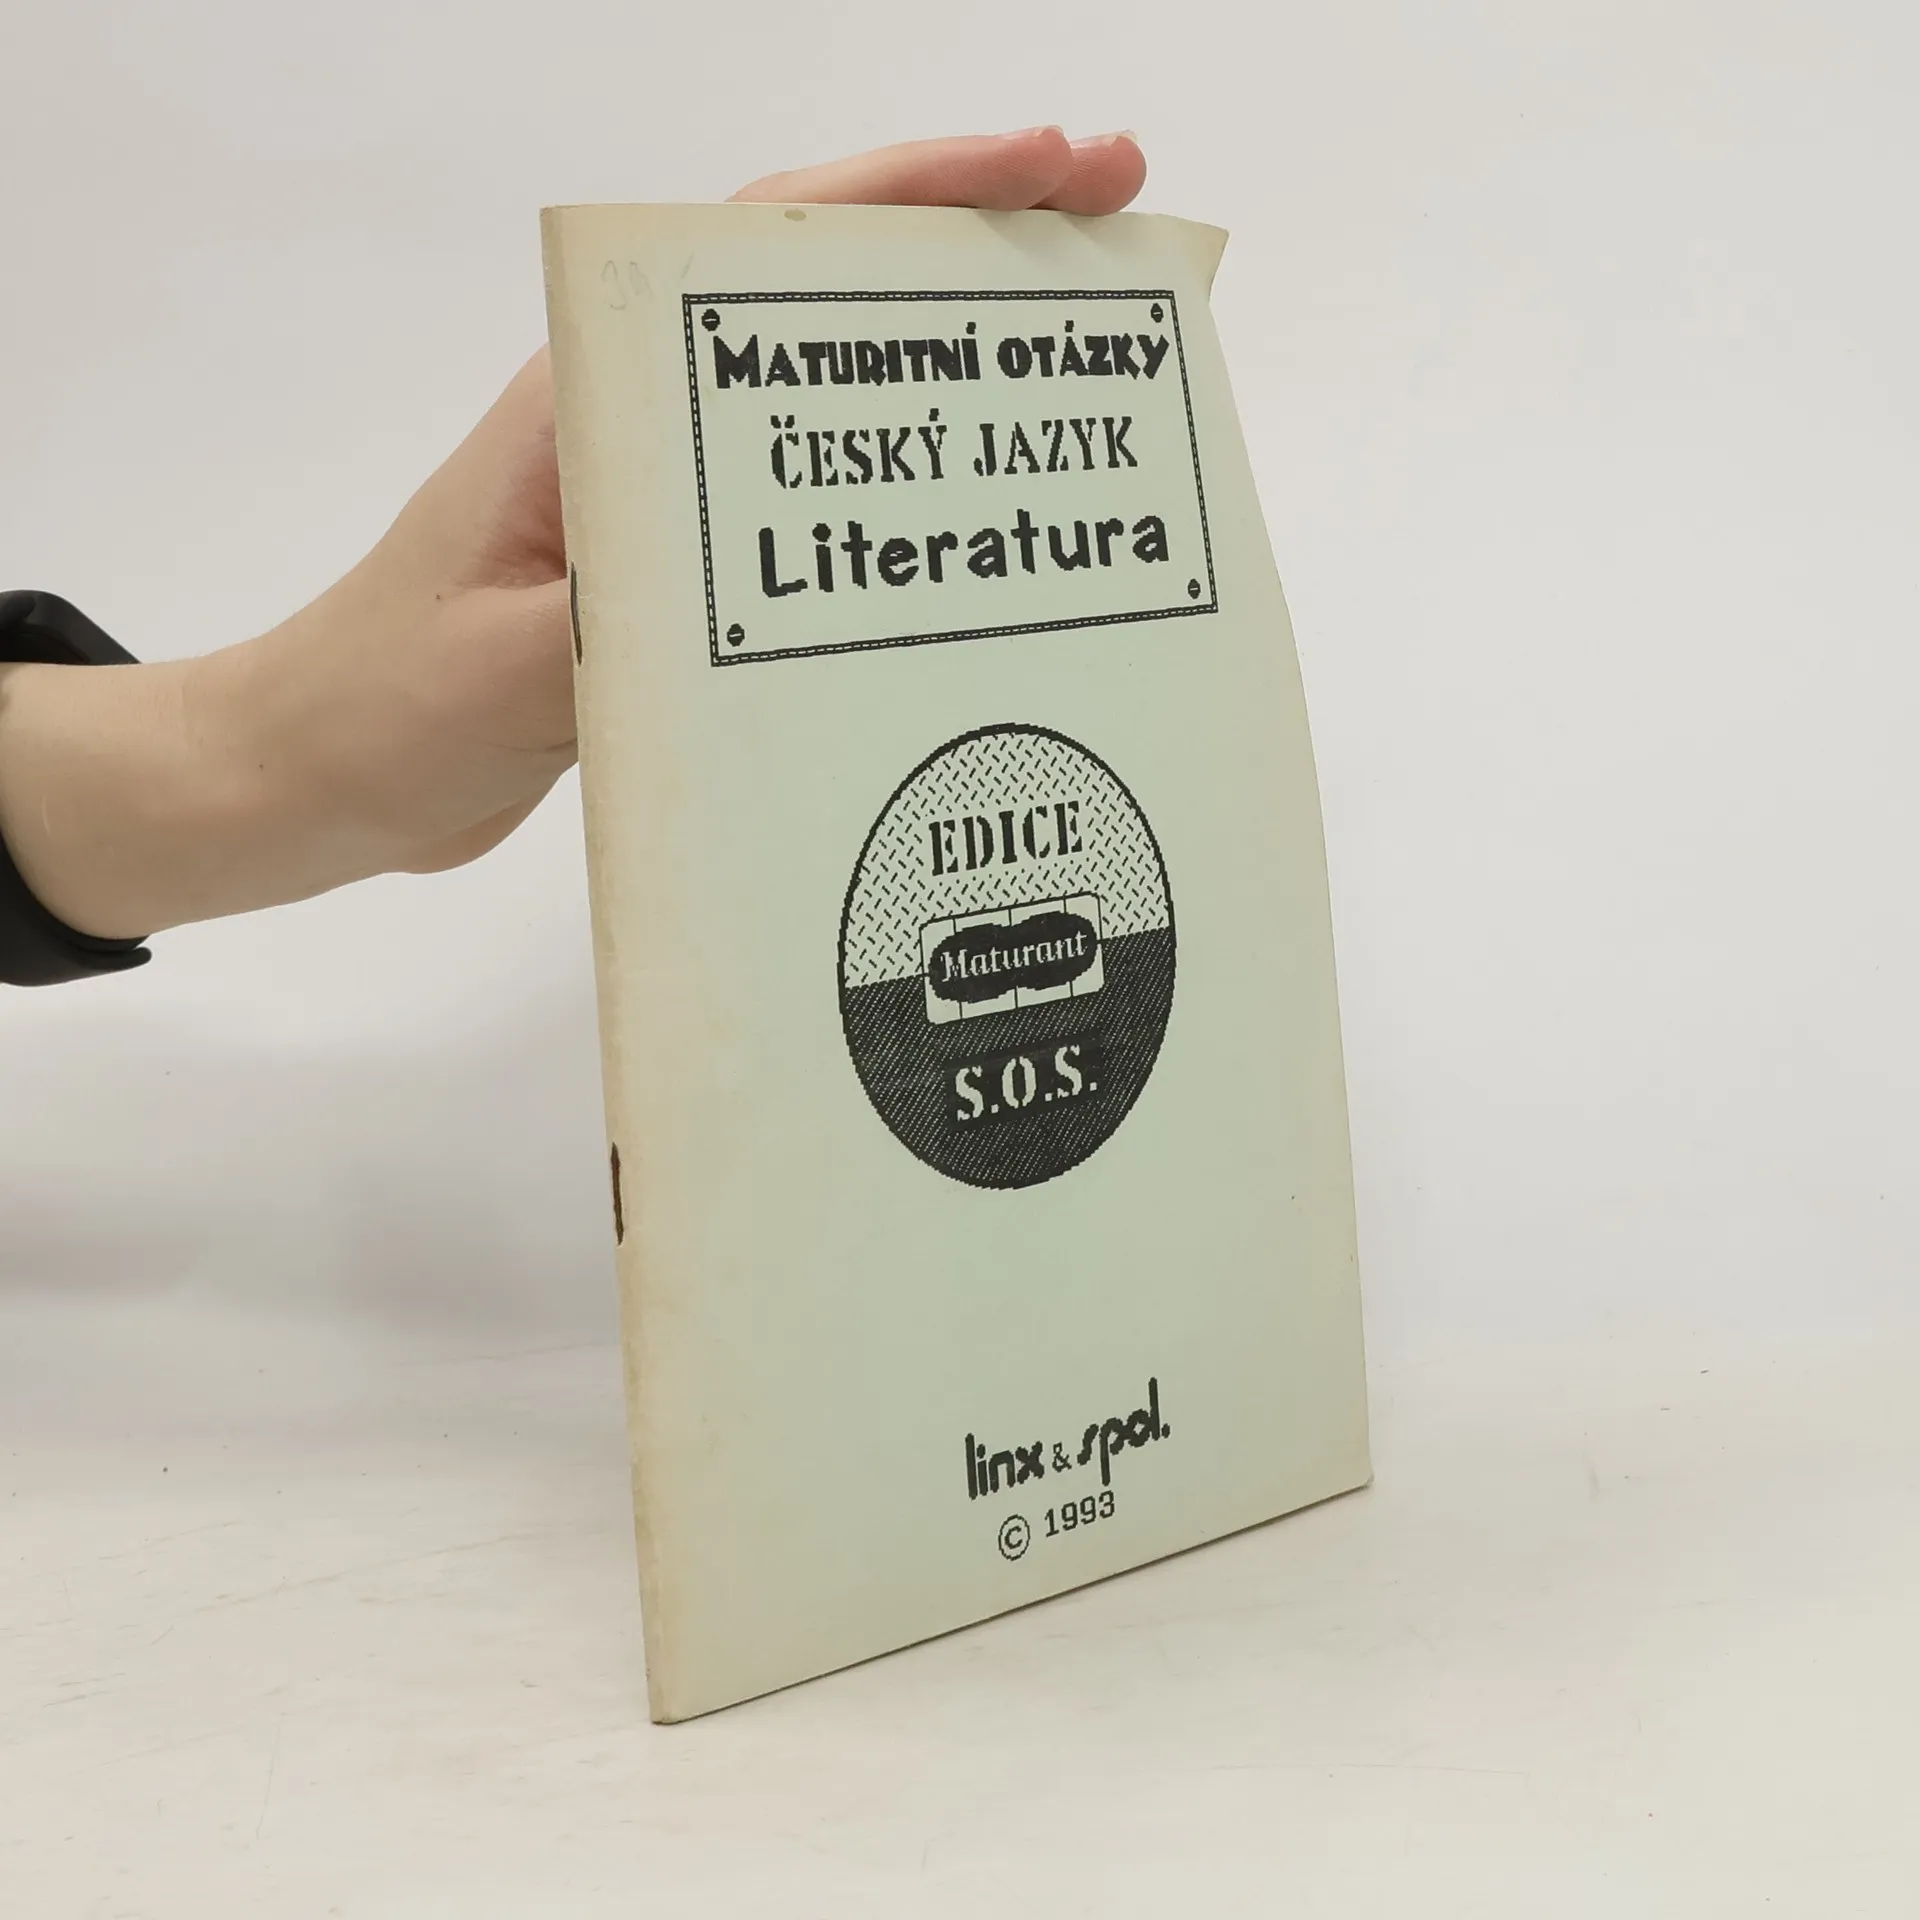 MATURITNÍ OTÁZKY
ČESKÝ JAZYK
Literatura
EDICE
Maturant
S.O.S.
linx & spol.
© 1993